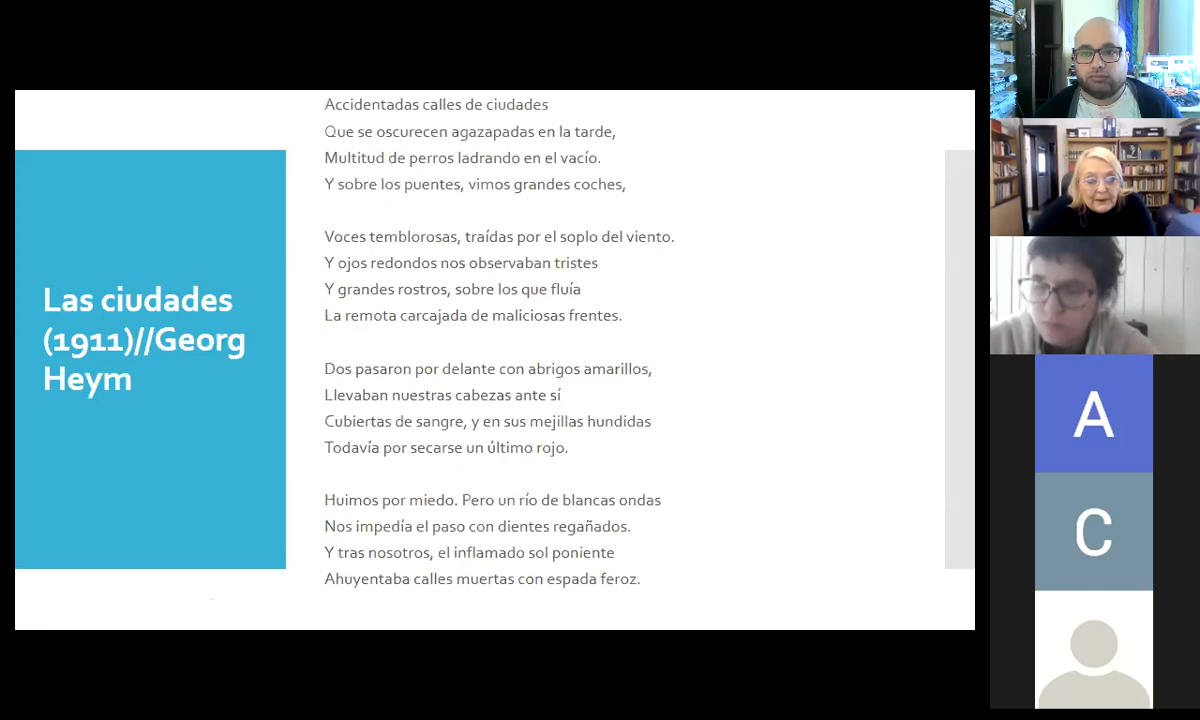 Las ciudades
(1911)//Georg
Heym
Accidentadas calles de ciudades
Que se oscurecen agazapadas en la tarde,
Multitud de perros ladrando en el vacío.
Y sobre los puentes, vimos grandes coches,
Voces temblorosas, traídas por el soplo del viento.
Y ojos redondos nos observaban tristes
Y grandes rostros, sobre los que fluía
La remota carcajada de maliciosas frentes.
Dos pasaron por delante con abrigos amarillos,
Llevaban nuestras cabezas ante sí
Cubiertas de sangre, y en sus mejillas hundidas
Todavía por secarse un último rojo.
Huimos por miedo. Pero un río de blancas ondas
Nos impedía el paso con dientes regañados.
Y tras nosotros, el inflamado sol poniente
Ahuyentaba calles muertas con espada feroz.
A
C